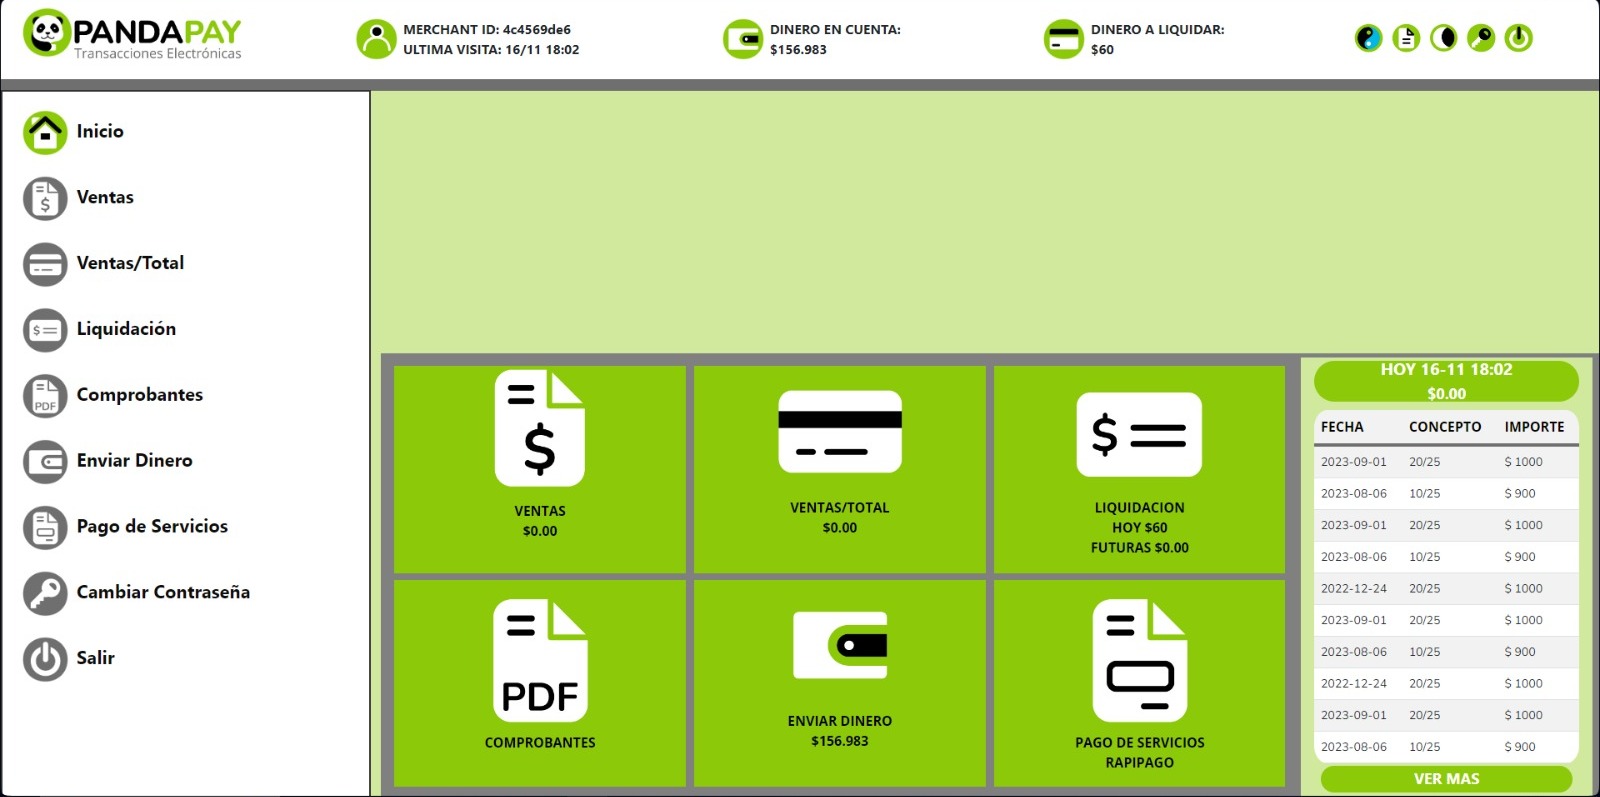 PANDAPAY
Transacciones Electrónicas
MERCHANT ID: 4c4569de6
ULTIMA VISITA: 16/11 18:02
DINERO EN CUENTA:
$156.983
DINERO A LIQUIDAR:
$60
Inicio
$
Ventas
Ventas/Total
$
Liquidación
PDF
Comprobantes
Enviar Dinero
Pago de Servicios
Cambiar Contraseña
Salir
$
VENTAS
$0.00
VENTAS/TOTAL
$0.00
$
LIQUIDACION
HOY $60
FUTURAS $0.00
PDF
COMPROBANTES
ENVIAR DINERO
$156.983
PAGO DE SERVICIOS
RAPIPAGO
HOY 16-11 18:02
$0.00
FECHA CONCEPTO IMPORTE
2023-09-01 20/25 $ 1000
2023-08-06 10/25 $ 900
2023-09-01 20/25 $ 1000
2023-08-06 10/25 $ 900
2022-12-24 20/25 $ 1000
2023-09-01 20/25 $ 1000
2023-08-06 10/25 $ 900
2022-12-24 20/25 $ 1000
2023-09-01 20/25 $ 1000
2023-08-06 10/25 $ 900
VER MAS